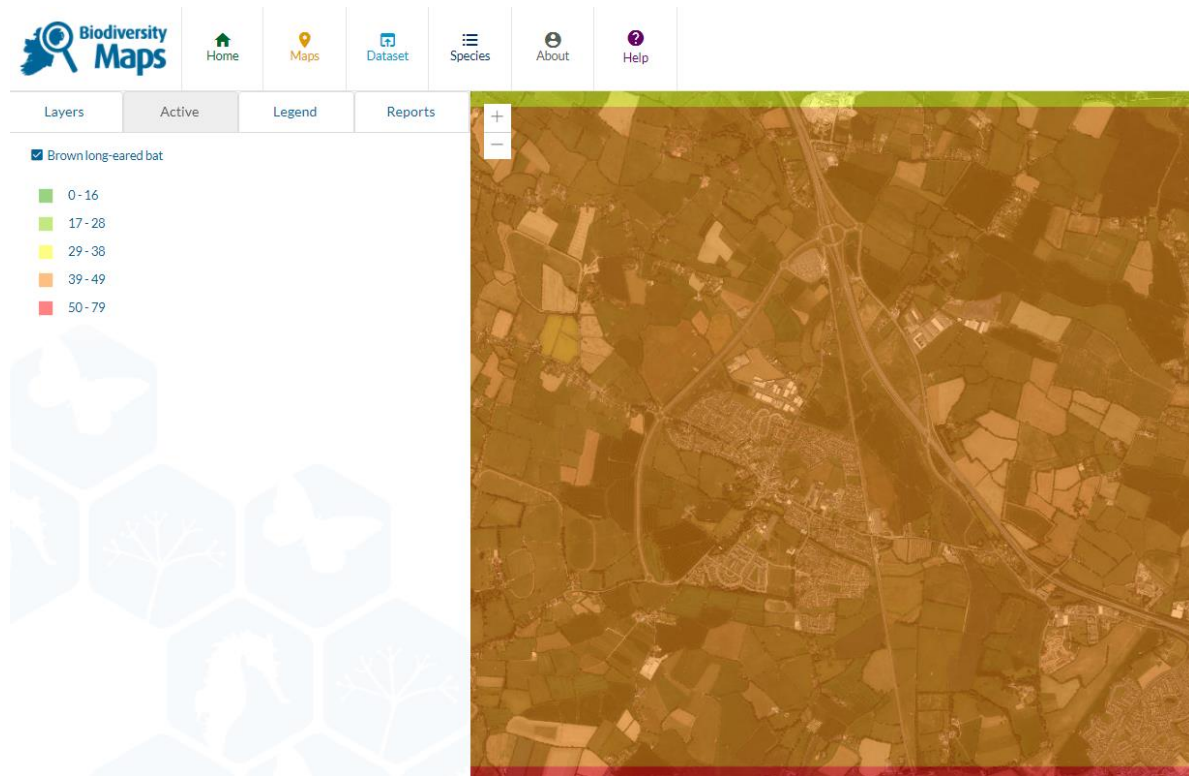 Biodiversity
Maps
Home
Maps
Dataset
Species
About
Help
Layers
Active
Legend
Reports
+
−
Brown long-eared bat
0 - 16
17 - 28
29 - 38
39 - 49
50 - 79